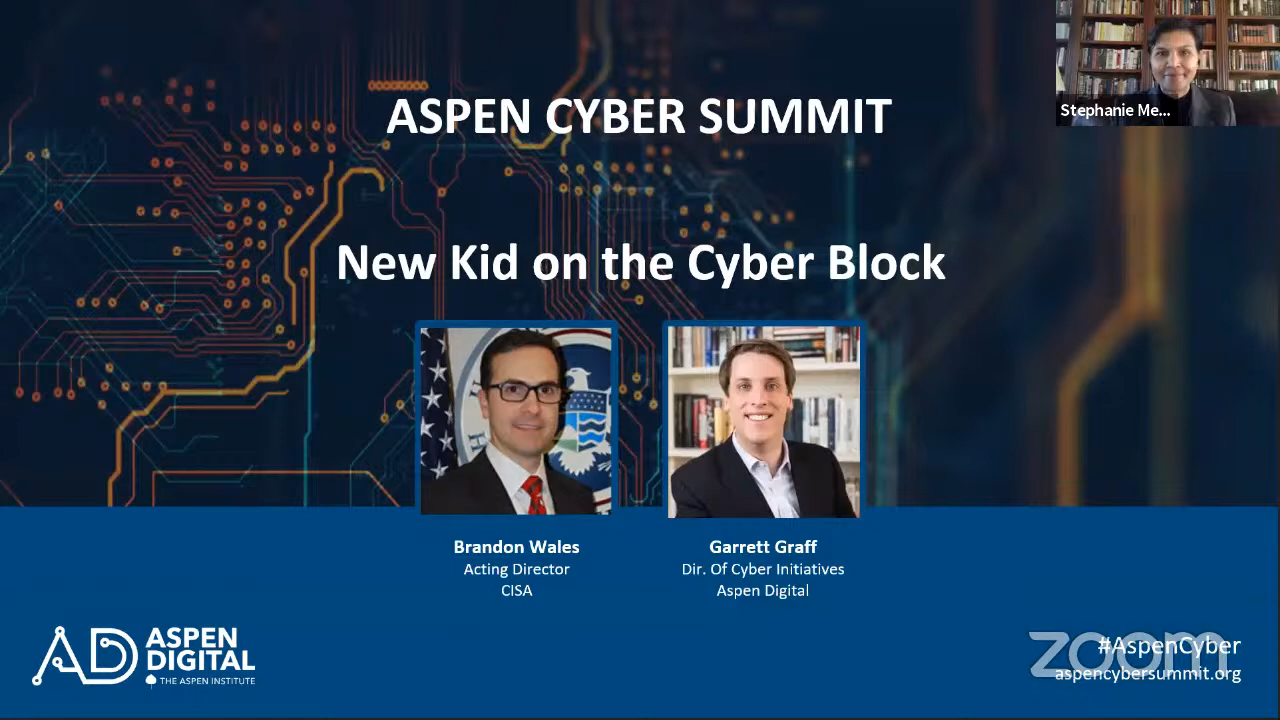 Stephanie Me...
ASPEN CYBER SUMMIT
New Kid on the Cyber Block
Brandon Wales
Acting Director
CISA
Garrett Graff
Dir. Of Cyber Initiatives
Aspen Digital
AD ASPEN
DIGITAL
THE ASPEN INSTITUTE
zoom
#AspenCyber
aspencybersummit.org